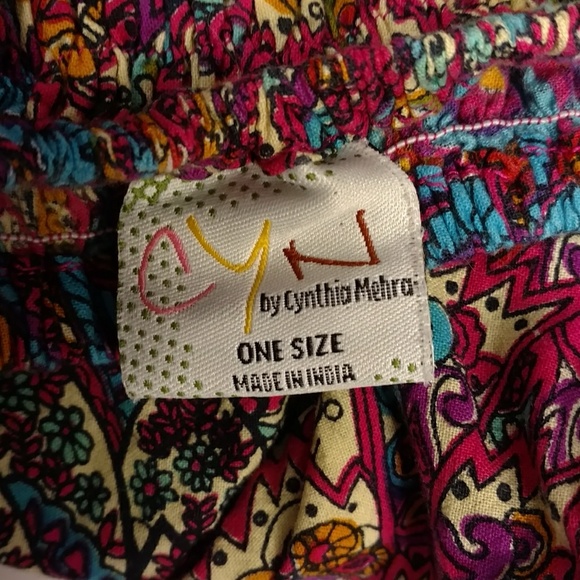 CYN
by Cynthia Mehra
ONE SIZE
MADE IN INDIA